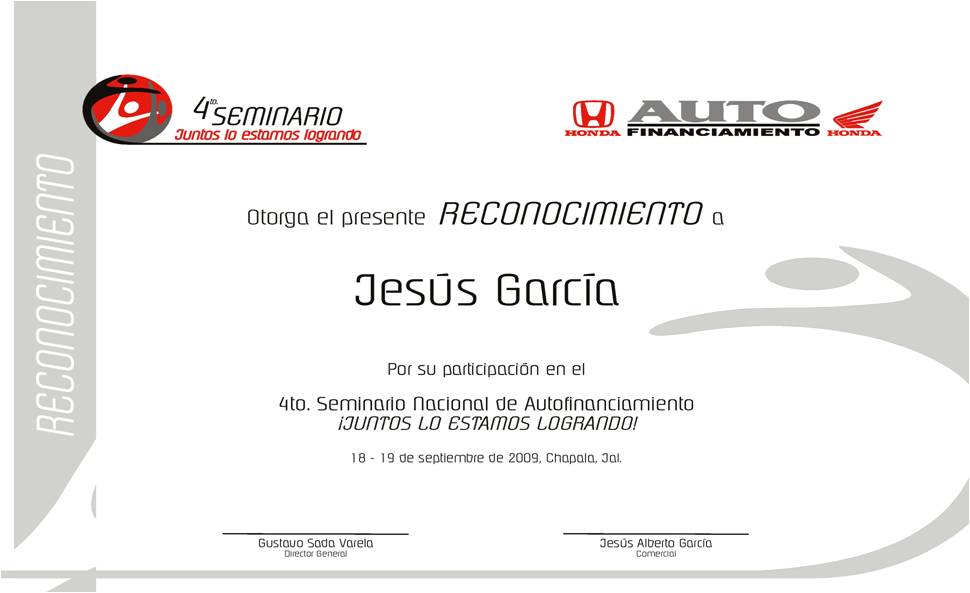 RECONOCIMIENTO
4to. SEMINARIO
Juntos lo estamos logrando
HONDA
AUTO
FINANCIAMIENTO
HONDA
Otorga el presente RECONOCIMIENTO a
Jesús García
Por su participación en el
4to. Seminario Nacional de Autofinanciamiento
¡JUNTOS LO ESTAMOS LOGRANDO!
18 - 19 de septiembre de 2009, Chapala, Jal.
Gustavo Sada Varela
Director General
Jesús Alberto García
Comercial